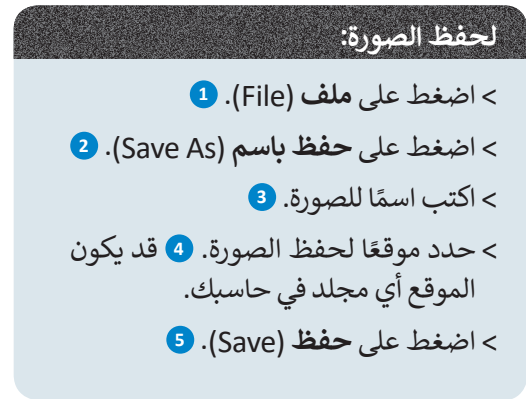 لحفظ الصورة:
> اضغط على ملف (File). 1
> اضغط على حفظ باسم (Save As). 2
> اكتب اسمًا للصورة. 3
> حدد موقعًا لحفظ الصورة. 4 قد يكون
الموقع أي مجلد في حاسبك.
> اضغط على حفظ (Save). 5